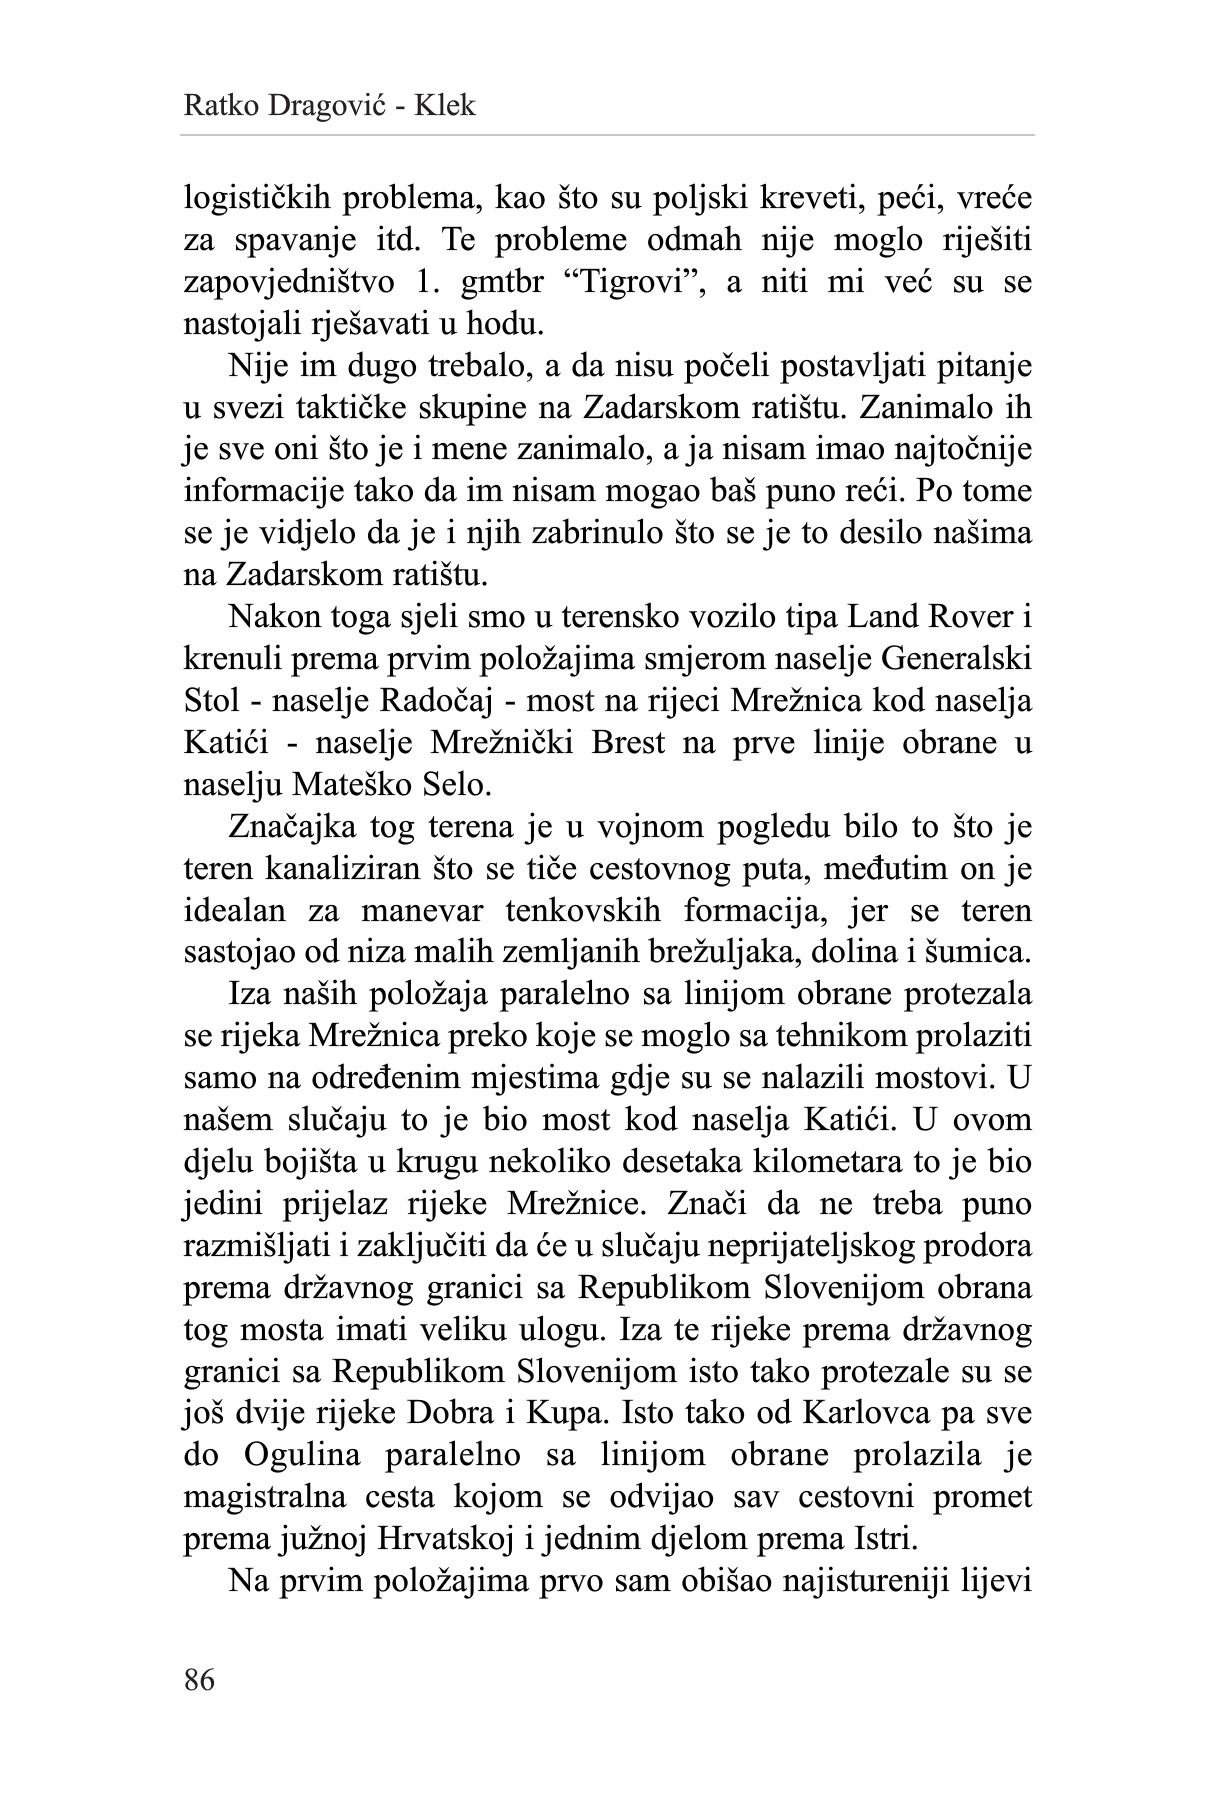 Ratko Dragović - Klek
logističkih problema, kao što su poljski kreveti, peći, vreće
za spavanje itd. Te probleme odmah nije moglo riješiti
zapovjedništvo 1. gmtbr “Tigrovi”, a niti mi već su se
nastojali rješavati u hodu.
Nije im dugo trebalo, a da nisu počeli postavljati pitanje
u svezi taktičke skupine na Zadarskom ratištu. Zanimalo ih
je sve oni što je i mene zanimalo, a ja nisam imao najtočnije
informacije tako da im nisam mogao baš puno reći. Po tome
se je vidjelo da je i njih zabrinulo što se je to desilo našima
na Zadarskom ratištu.
Nakon toga sjeli smo u terensko vozilo tipa Land Rover i
krenuli prema prvim položajima smjerom naselje Generalski
Stol - naselje Radočaj - most na rijeci Mrežnica kod naselja
Katići - naselje Mrežnički Brest na prve linije obrane u
naselju Mateško Selo.
Značajka tog terena je u vojnom pogledu bilo to što je
teren kanaliziran što se tiče cestovnog puta, međutim on je
idealan za manevar tenkovskih formacija, jer se teren
sastojao od niza malih zemljanih brežuljaka, dolina i šumica.
Iza naših položaja paralelno sa linijom obrane protezala
se rijeka Mrežnica preko koje se moglo sa tehnikom prolaziti
samo na određenim mjestima gdje su se nalazili mostovi. U
našem slučaju to je bio most kod naselja Katići. U ovom
djelu bojišta u krugu nekoliko desetaka kilometara to je bio
jedini prijelaz rijeke Mrežnice. Znači da ne treba puno
razmišljati i zaključiti da će u slučaju neprijateljskog prodora
prema državnog granici sa Republikom Slovenijom obrana
tog mosta imati veliku ulogu. Iza te rijeke prema državnog
granici sa Republikom Slovenijom isto tako protezale su se
još dvije rijeke Dobra i Kupa. Isto tako od Karlovca pa sve
do Ogulina paralelno sa linijom obrane prolazila je
magistralna cesta kojom se odvijao sav cestovni promet
prema južnoj Hrvatskoj i jednim djelom prema Istri.
Na prvim položajima prvo sam obišao najistureniji lijevi
86